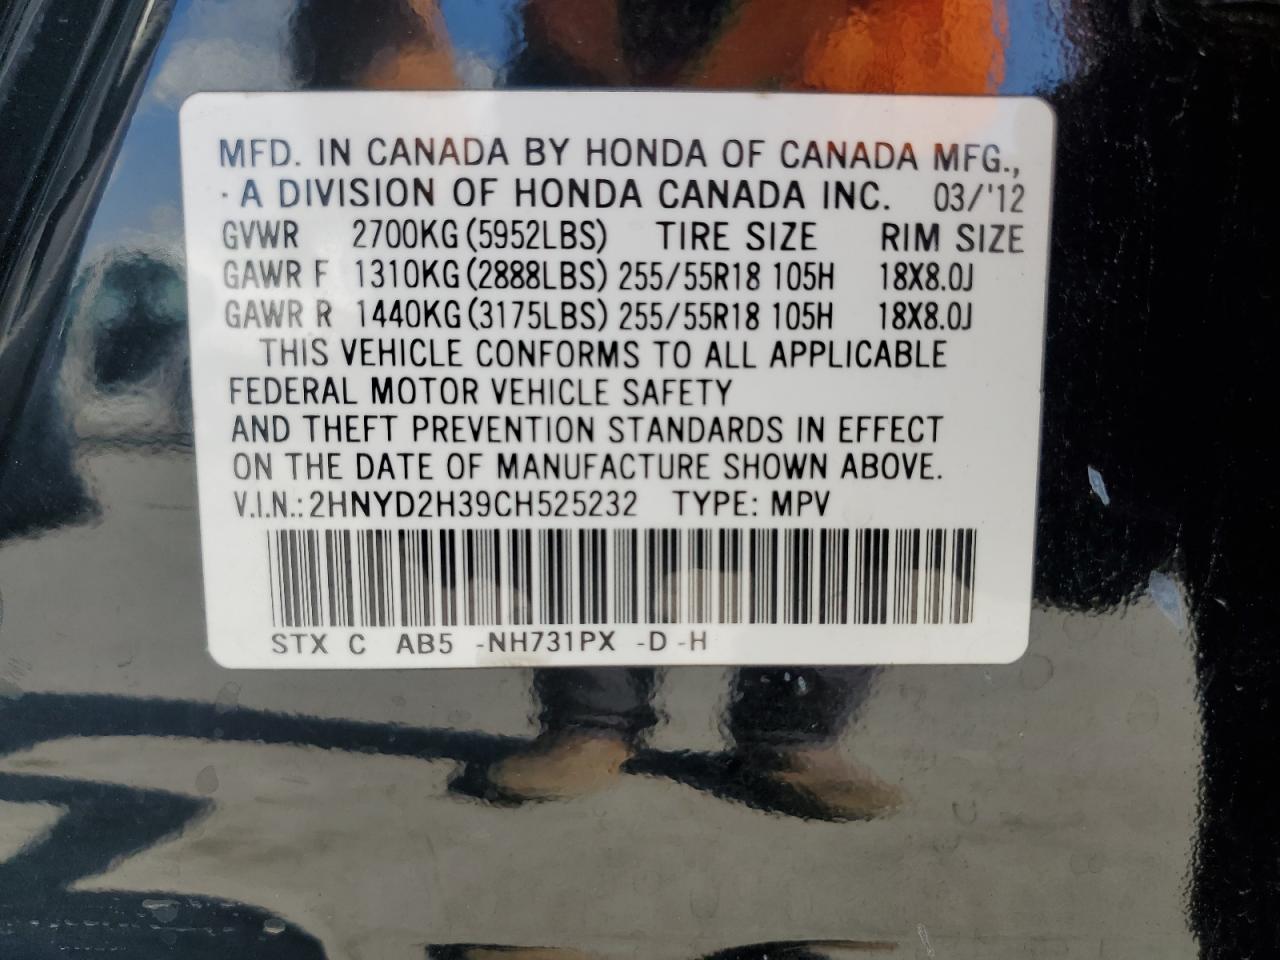 MFD. IN CANADA BY HONDA OF CANADA MFG.,
· A DIVISION OF HONDA CANADA INC. 03/'12
GVWR 2700KG (5952LBS) TIRE SIZE RIM SIZE
GAWR F 1310KG (2888LBS) 255/55R18 105H 18X8.0J
GAWR R 1440KG (3175LBS) 255/55R18 105H 18X8.0J
THIS VEHICLE CONFORMS TO ALL APPLICABLE
FEDERAL MOTOR VEHICLE SAFETY
AND THEFT PREVENTION STANDARDS IN EFFECT
ON THE DATE OF MANUFACTURE SHOWN ABOVE.
V.I.N.: 2HNYD2H39CH525232 TYPE: MPV
STX C AB5 -NH731PX -D -H